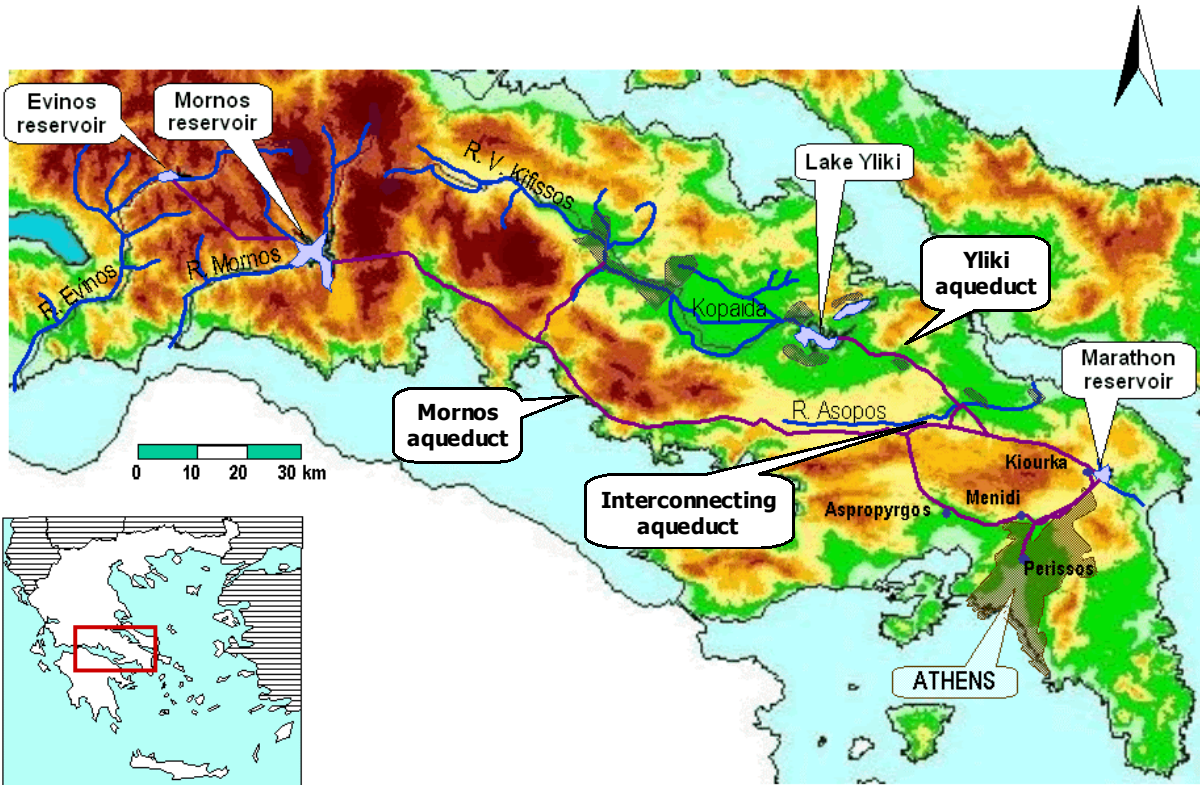 Evinos
reservoir
Mornos
reservoir
R. V. Kifissos
Lake Yliki
Yliki
aqueduct
R. Mornos
R. Evinos
Kopaida
Marathon
reservoir
Mornos
aqueduct
R. Asopos
0 10 20 30 km
Kiourka
Interconnecting
aqueduct
Menidi
Aspropyrgos
Perissos
ATHENS